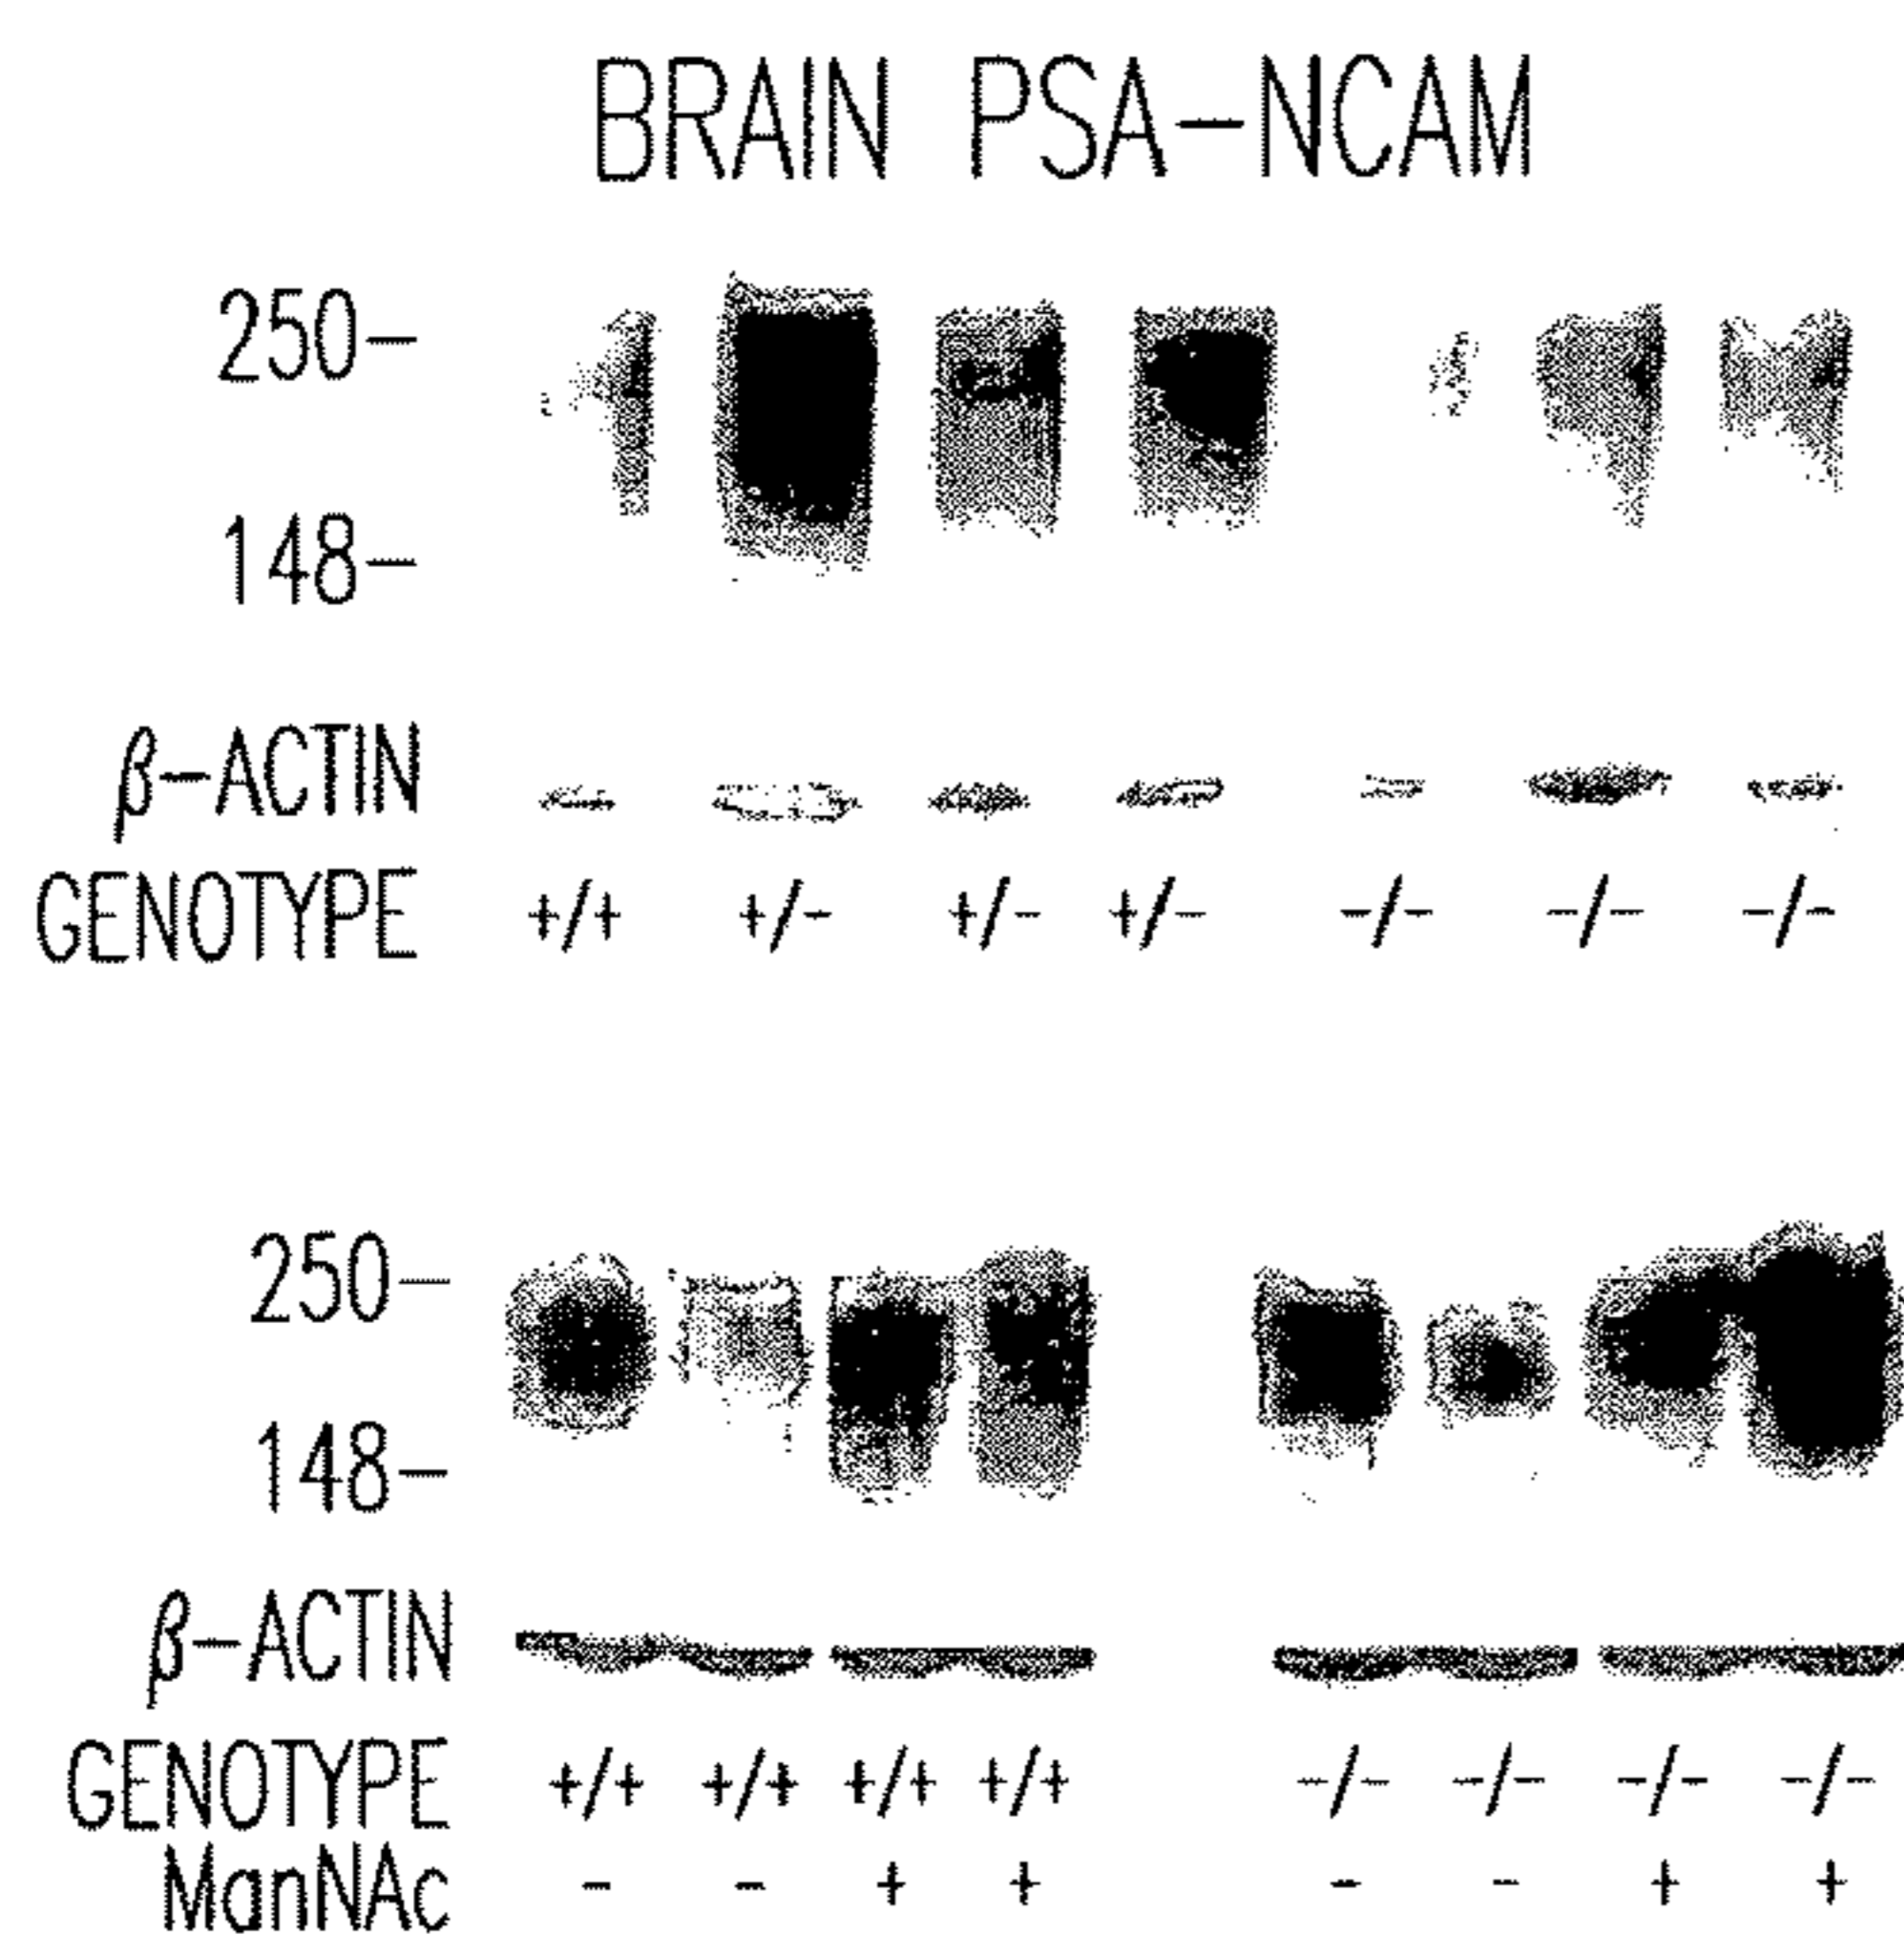 BRAIN PSA-NCAM
250-
148-
β-ACTIN
GENOTYPE +/+ +/- +/- +/- -/- -/- -/-
250-
148-
β-ACTIN
GENOTYPE +/+ +/+ +/+ +/+ -/- -/- -/- -/-
ManNAc - - + + - - + +